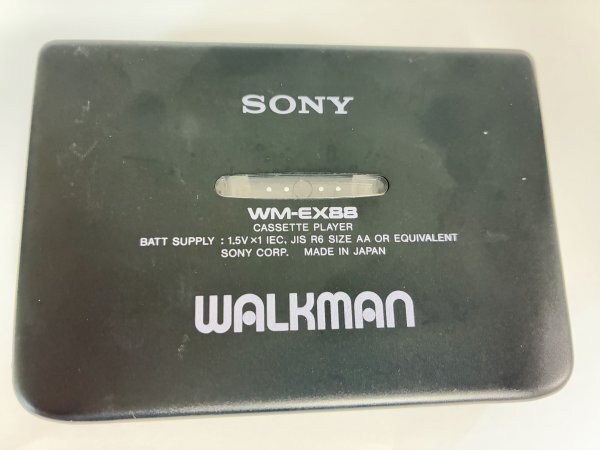 SONY
WM-EX88
CASSETTE PLAYER
BATT SUPPLY : 1.5V×1 IEC, JIS R6 SIZE AA OR EQUIVALENT
SONY CORP. MADE IN JAPAN
WALKMAN